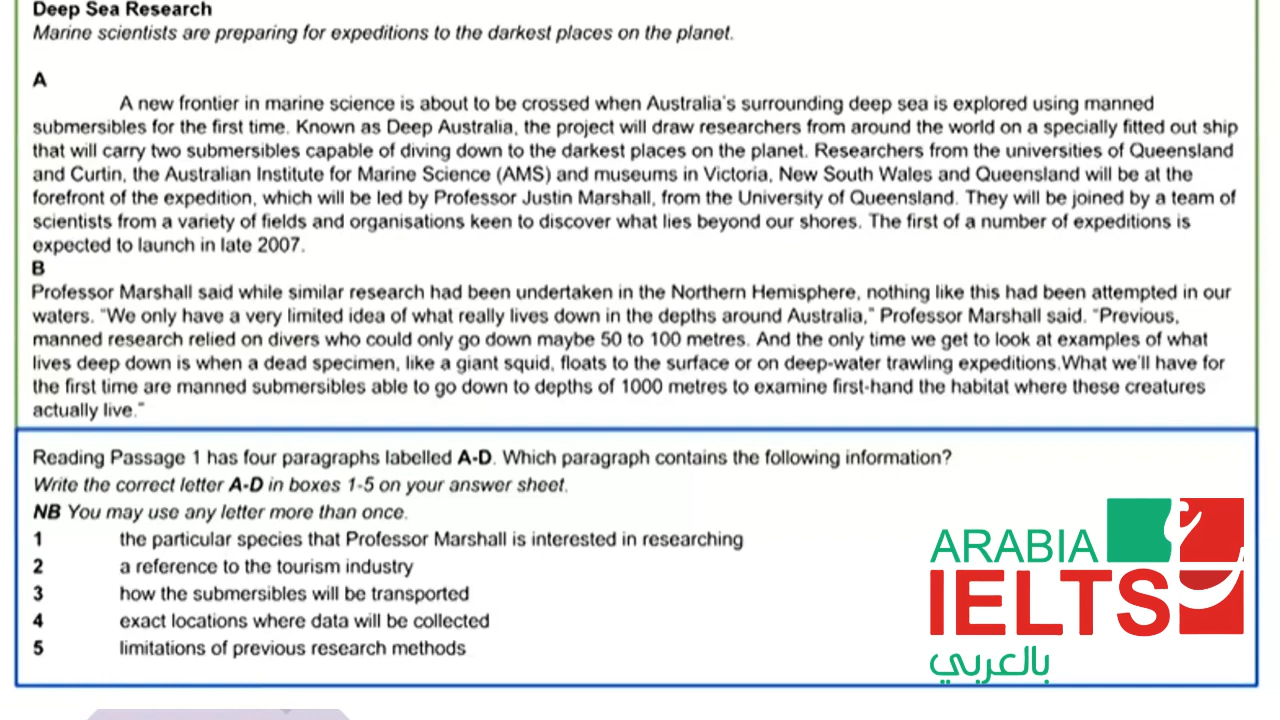 Deep Sea Research
Marine scientists are preparing for expeditions to the darkest places on the planet.
A
A new frontier in marine science is about to be crossed when Australia's surrounding deep sea is explored using manned
submersibles for the first time. Known as Deep Australia, the project will draw researchers from around the world on a specially fitted out ship
that will carry two submersibles capable of diving down to the darkest places on the planet. Researchers from the universities of Queensland
and Curtin, the Australian Institute for Marine Science (AMS) and museums in Victoria, New South Wales and Queensland will be at the
forefront of the expedition, which will be led by Professor Justin Marshall, from the University of Queensland. They will be joined by a team of
scientists from a variety of fields and organisations keen to discover what lies beyond our shores. The first of a number of expeditions is
expected to launch in late 2007.
B
Professor Marshall said while similar research had been undertaken in the Northern Hemisphere, nothing like this had been attempted in our
waters. "We only have a very limited idea of what really lives down in the depths around Australia," Professor Marshall said. "Previous,
manned research relied on divers who could only go down maybe 50 to 100 metres. And the only time we get to look at examples of what
lives deep down is when a dead specimen, like a giant squid, floats to the surface or on deep-water trawling expeditions.What we'll have for
the first time are manned submersibles able to go down to depths of 1000 metres to examine first-hand the habitat where these creatures
actually live."
Reading Passage 1 has four paragraphs labelled A-D. Which paragraph contains the following information?
Write the correct letter A-D in boxes 1-5 on your answer sheet.
NB You may use any letter more than once.
1 the particular species that Professor Marshall is interested in researching
2 a reference to the tourism industry
3 how the submersibles will be transported
4 exact locations where data will be collected
5 limitations of previous research methods
ARABIA
IELTS
بالعربي